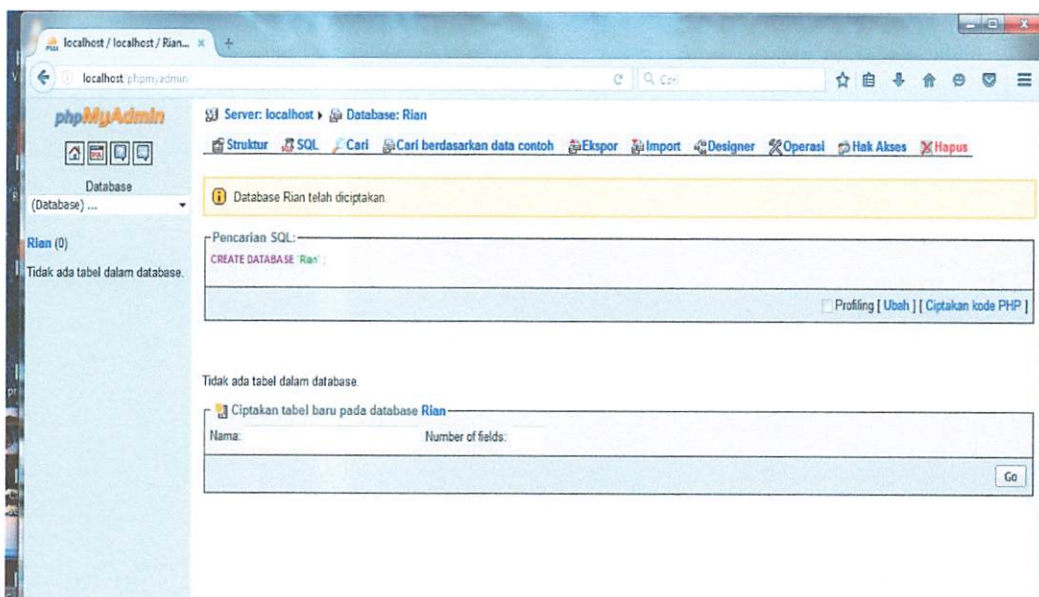 localhost / localhost / Rian...
localhost/phpmyadmin/
Cari
phpMyAdmin
Database
(Database) ...
Rian (0)
Tidak ada tabel dalam database.
Server: localhost Database: Rian
Struktur SQL Cari Cari berdasarkan data contoh Ekspor Import Designer Operasi Hak Akses Hapus
Database Rian telah diciptakan.
Pencarian SQL:
CREATE DATABASE `Rian` ;
Profiling [ Ubah ] [ Ciptakan kode PHP ]
Tidak ada tabel dalam database.
Ciptakan tabel baru pada database Rian
Nama: Number of fields:
Go